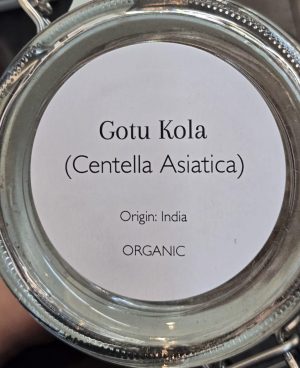 Gotu Kola
(Centella Asiatica)
Origin: India
ORGANIC